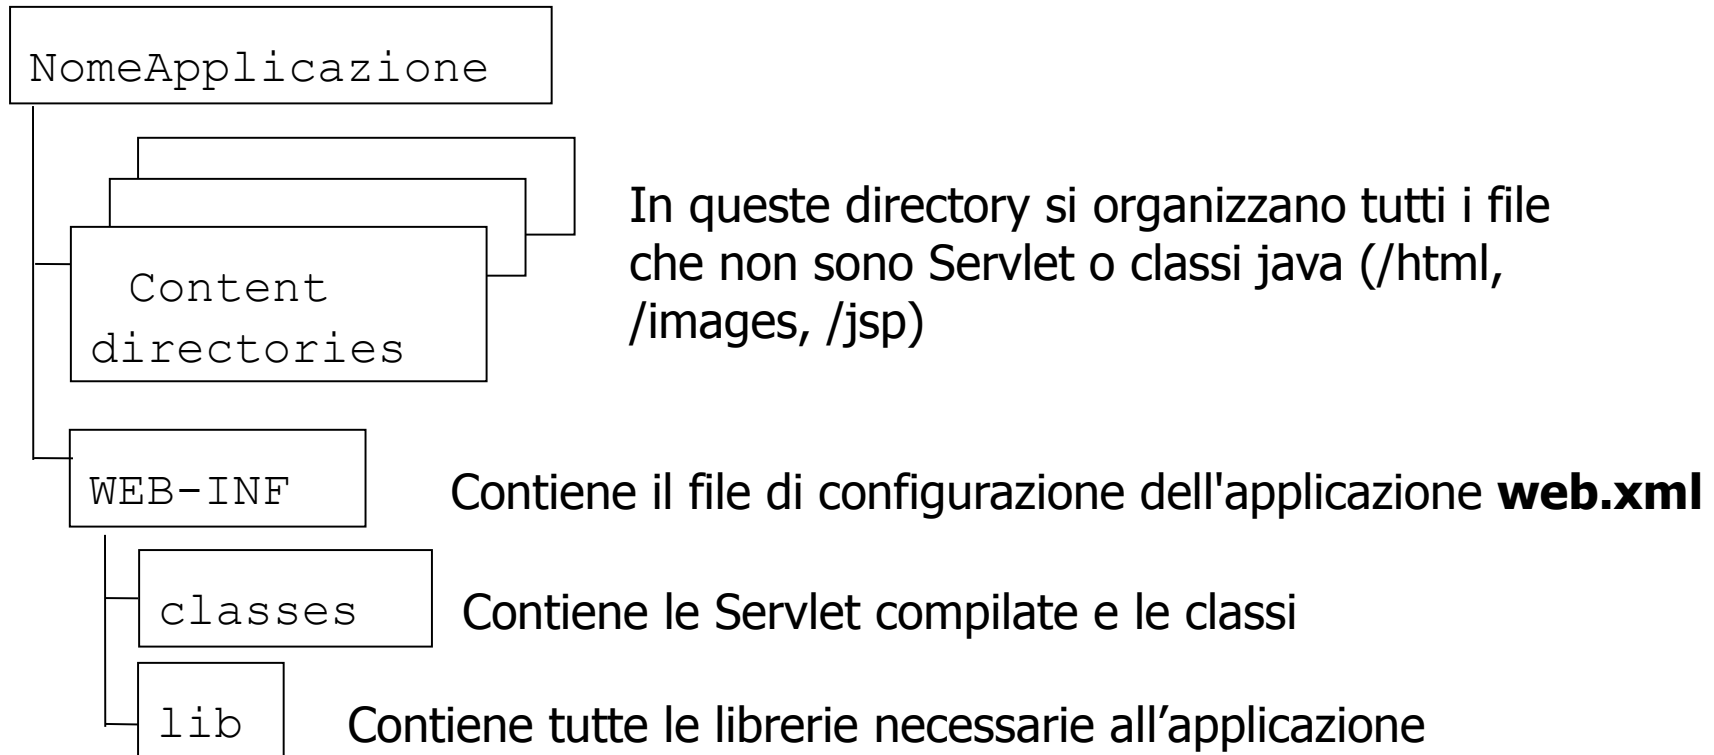 NomeApplicazione
In queste directory si organizzano tutti i file
che non sono Servlet o classi java (/html,
/images, /jsp)
Content
directories
WEB-INF
Contiene il file di configurazione dell'applicazione web.xml
classes
Contiene le Servlet compilate e le classi
lib
Contiene tutte le librerie necessarie all’applicazione